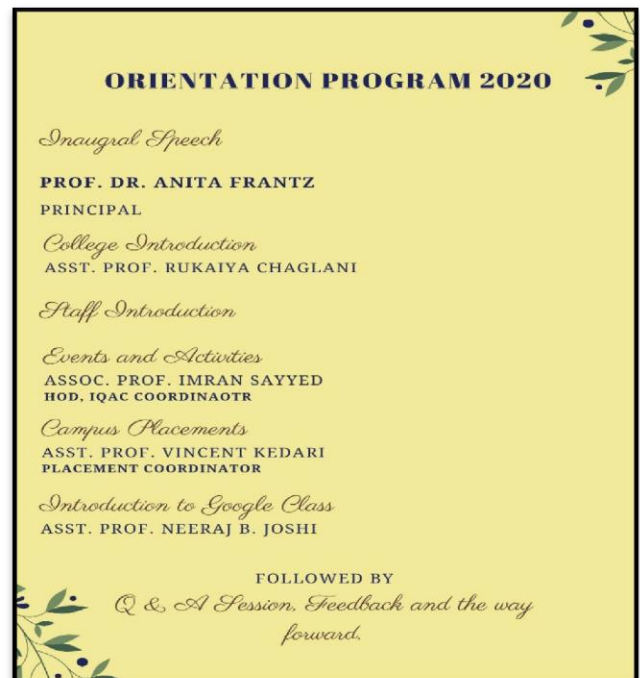 ORIENTATION PROGRAM 2020
Inaugral Speech
PROF. DR. ANITA FRANTZ
PRINCIPAL
College Introduction
ASST. PROF. RUKAIYA CHAGLANI
Staff Introduction
Events and Activities
ASSOC. PROF. IMRAN SAYYED
HOD, IQAC COORDINAOTR
Campus Placements
ASST. PROF. VINCENT KEDARI
PLACEMENT COORDINATOR
Introduction to Google Class
ASST. PROF. NEERAJ B. JOSHI
FOLLOWED BY
Q & A Session, Feedback and the way
forward.